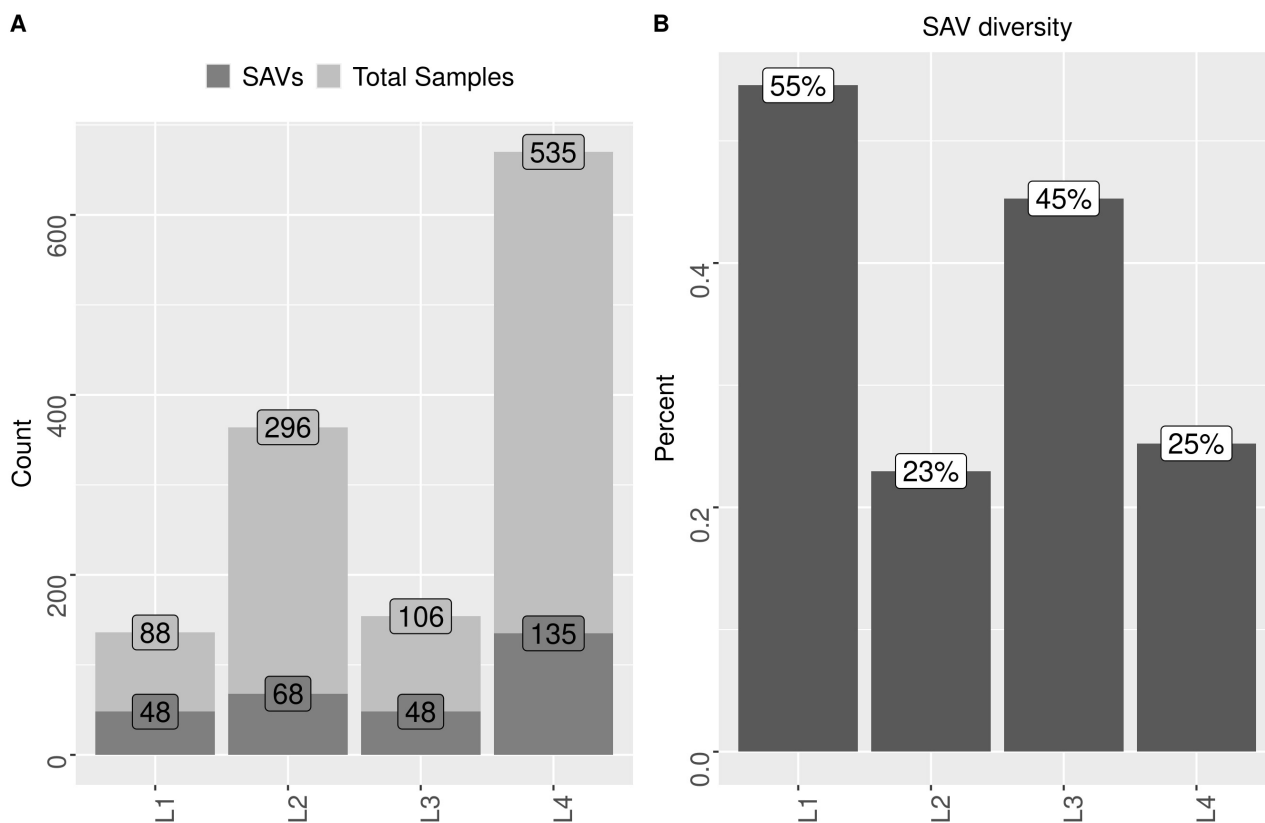 A
SAVs Total Samples
Count
600
400
200
0
88
48
296
68
106
48
535
135
L1 L2 L3 L4
B
SAV diversity
Percent
0.4
0.2
0.0
55%
23%
45%
25%
L1 L2 L3 L4